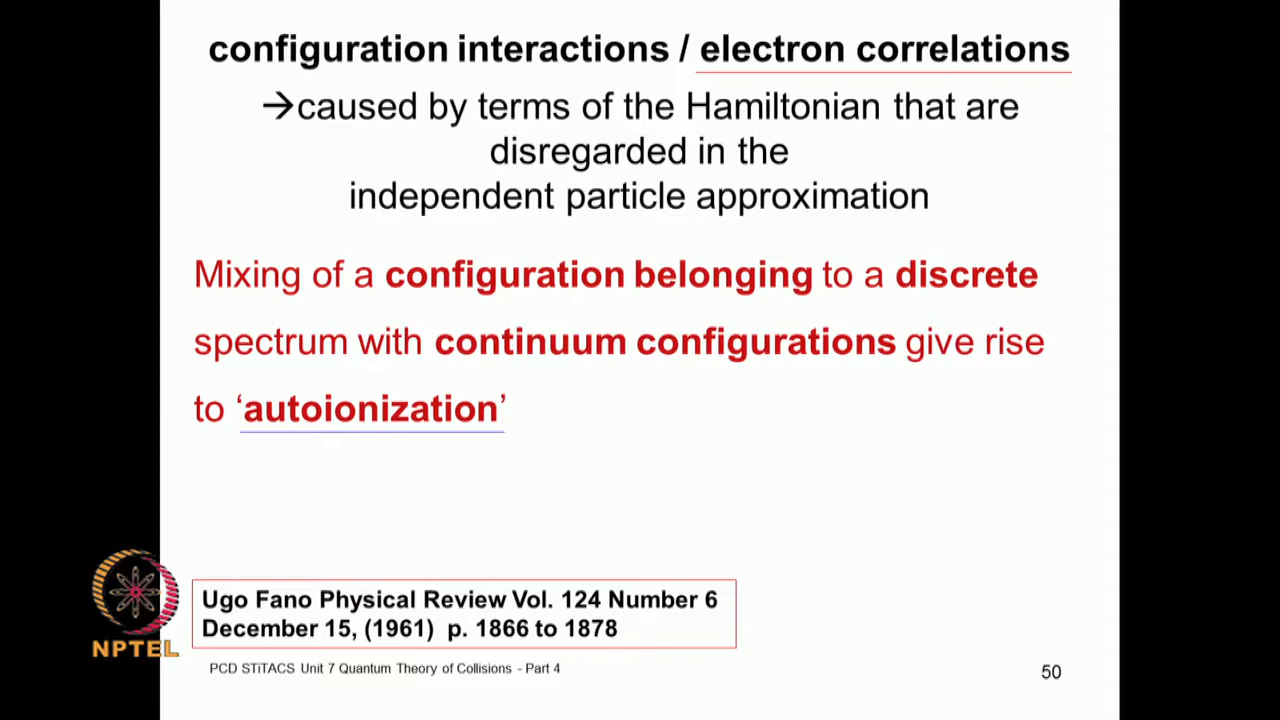 configuration interactions / electron correlations
→caused by terms of the Hamiltonian that are
disregarded in the
independent particle approximation
Mixing of a configuration belonging to a discrete
spectrum with continuum configurations give rise
to ‘autoionization’
Ugo Fano Physical Review Vol. 124 Number 6
December 15, (1961) p. 1866 to 1878
NPTEL
PCD STiTACS Unit 7 Quantum Theory of Collisions - Part 4
50